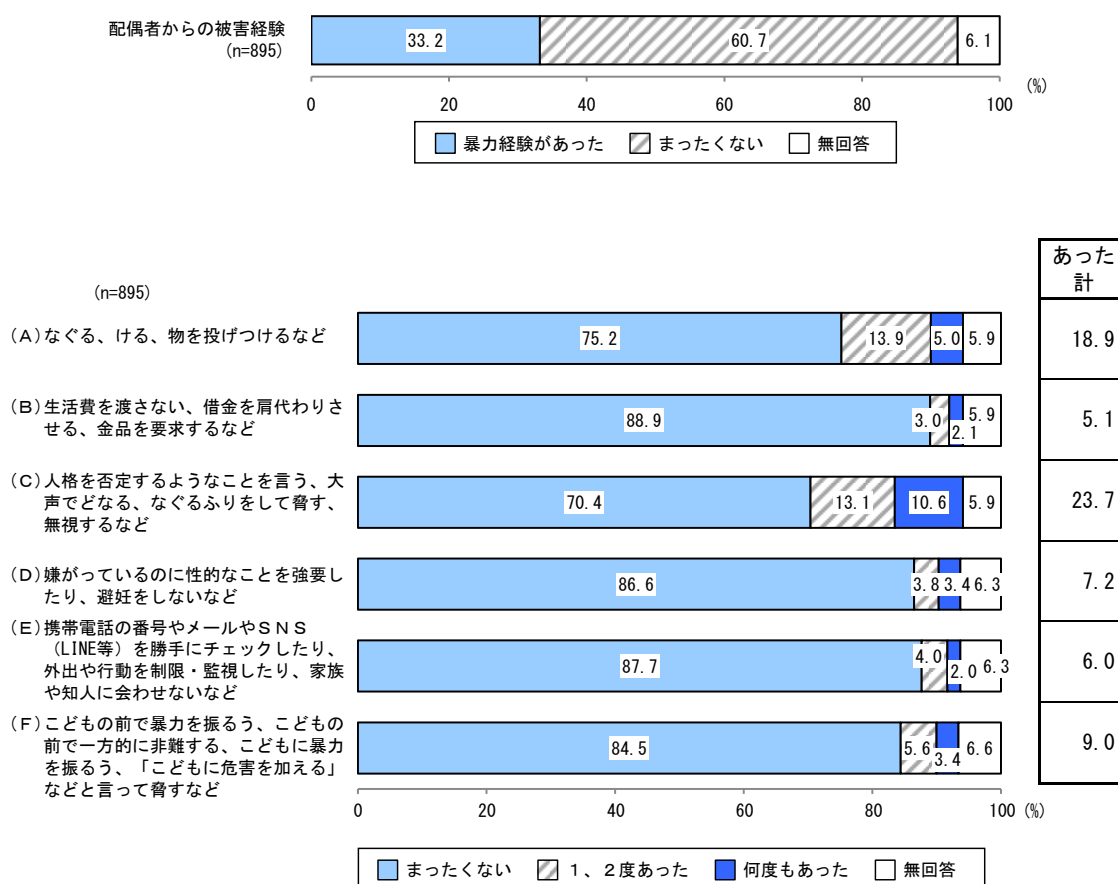 配偶者からの被害経験
(n=895)
33.2
60.7
6.1
(%)
0 20 40 60 80 100
暴力経験があった まったくない 無回答
あった
計
(n=895)
(A)なぐる、ける、物を投げつけるなど
75.2 13.9 5.0 5.9 18.9
(B)生活費を渡さない、借金を肩代わりさ
せる、金品を要求するなど
88.9 3.0 2.1 5.9 5.1
(C)人格を否定するようなことを言う、大
声でどなる、なぐるふりをして脅す、
無視するなど
70.4 13.1 10.6 5.9 23.7
(D)嫌がっているのに性的なことを強要し
たり、避妊をしないなど
86.6 3.8 3.4 6.3 7.2
(E)携帯電話の番号やメールやSNS
(LINE等)を勝手にチェックしたり、
外出や行動を制限・監視したり、家族
や知人に会わせないなど
87.7 4.0 2.0 6.3 6.0
(F)こどもの前で暴力を振るう、こどもの
前で一方的に非難する、こどもに暴力
を振るう、「こどもに危害を加える」
などと言って脅すなど
84.5 5.6 3.4 6.6 9.0
0 20 40 60 80 100 (%)
まったくない 1、2度あった 何度もあった 無回答